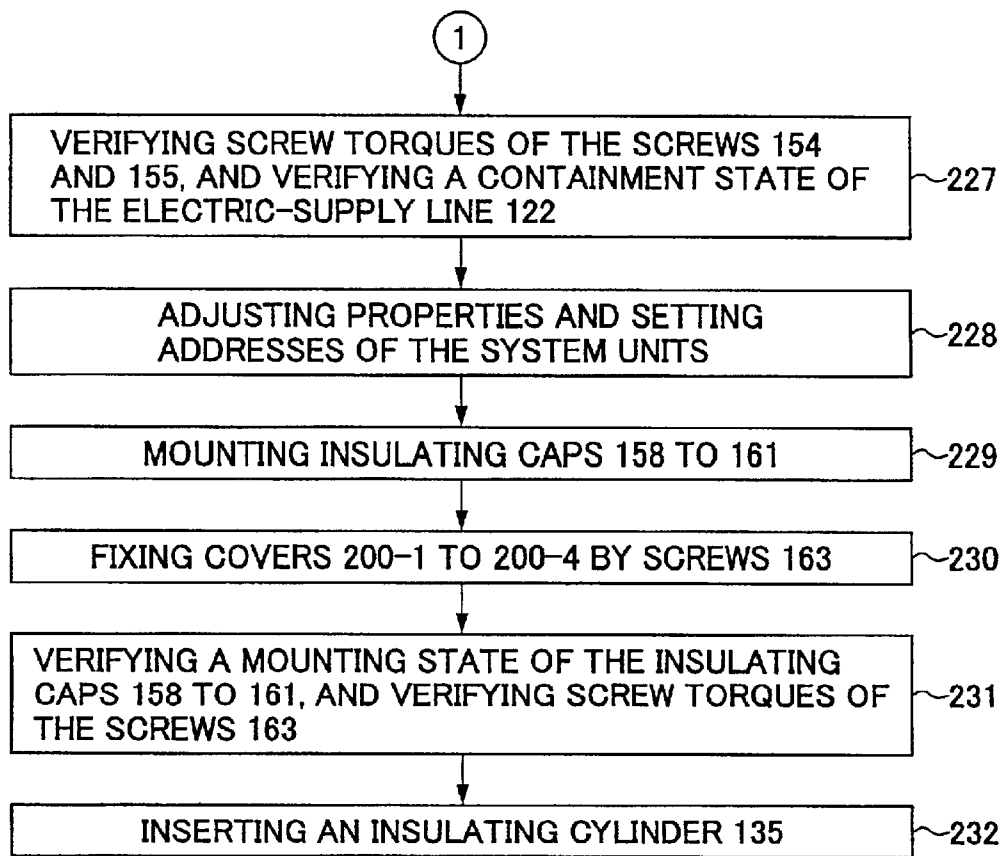 1
VERIFYING SCREW TORQUES OF THE SCREWS 154
AND 155, AND VERIFYING A CONTAINMENT STATE OF
THE ELECTRIC-SUPPLY LINE 122
227
ADJUSTING PROPERTIES AND SETTING
ADDRESSES OF THE SYSTEM UNITS
228
MOUNTING INSULATING CAPS 158 TO 161
229
FIXING COVERS 200-1 TO 200-4 BY SCREWS 163
230
VERIFYING A MOUNTING STATE OF THE INSULATING
CAPS 158 TO 161, AND VERIFYING SCREW TORQUES OF
THE SCREWS 163
231
INSERTING AN INSULATING CYLINDER 135
232